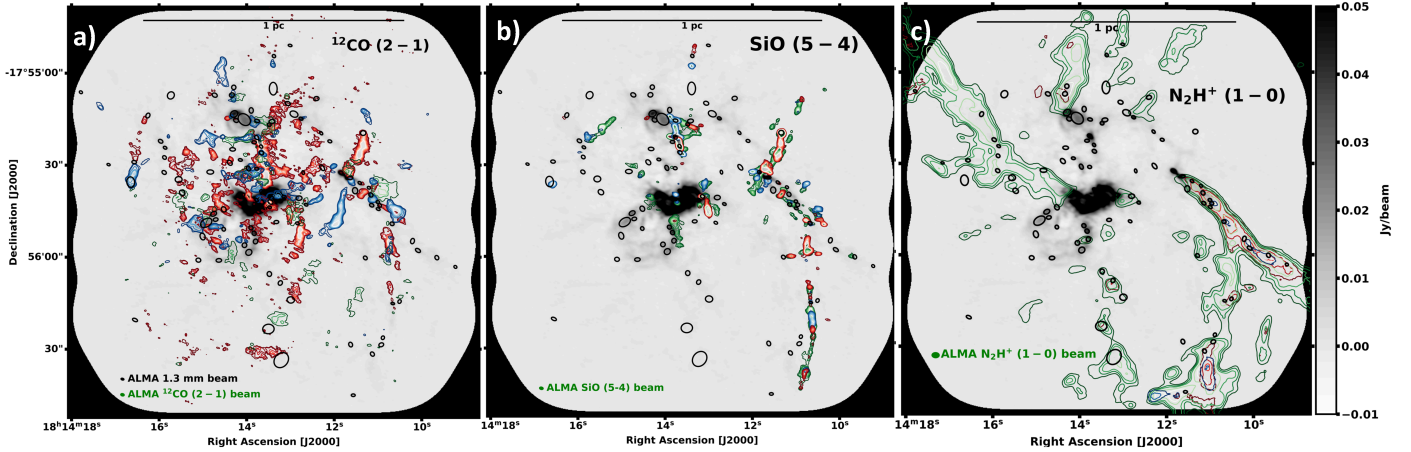 a)
1 pc
¹²CO (2 − 1)
-17°55'00"
30"
56'00"
30"
Declination [J2000]
ALMA 1.3 mm beam
ALMA ¹²CO (2 − 1) beam
18ʰ14ᵐ18ˢ
16ˢ
14ˢ
12ˢ
10ˢ
Right Ascension [J2000]
b)
1 pc
SiO (5 − 4)
ALMA SiO (5-4) beam
14ᵐ18ˢ
16ˢ
14ˢ
12ˢ
10ˢ
Right Ascension [J2000]
c)
1 pc
N₂H⁺ (1 − 0)
ALMA N₂H⁺ (1 − 0) beam
14ᵐ18ˢ
16ˢ
14ˢ
12ˢ
10ˢ
Right Ascension [J2000]
0.05
0.04
0.03
0.02
0.01
0.00
−0.01
Jy/beam